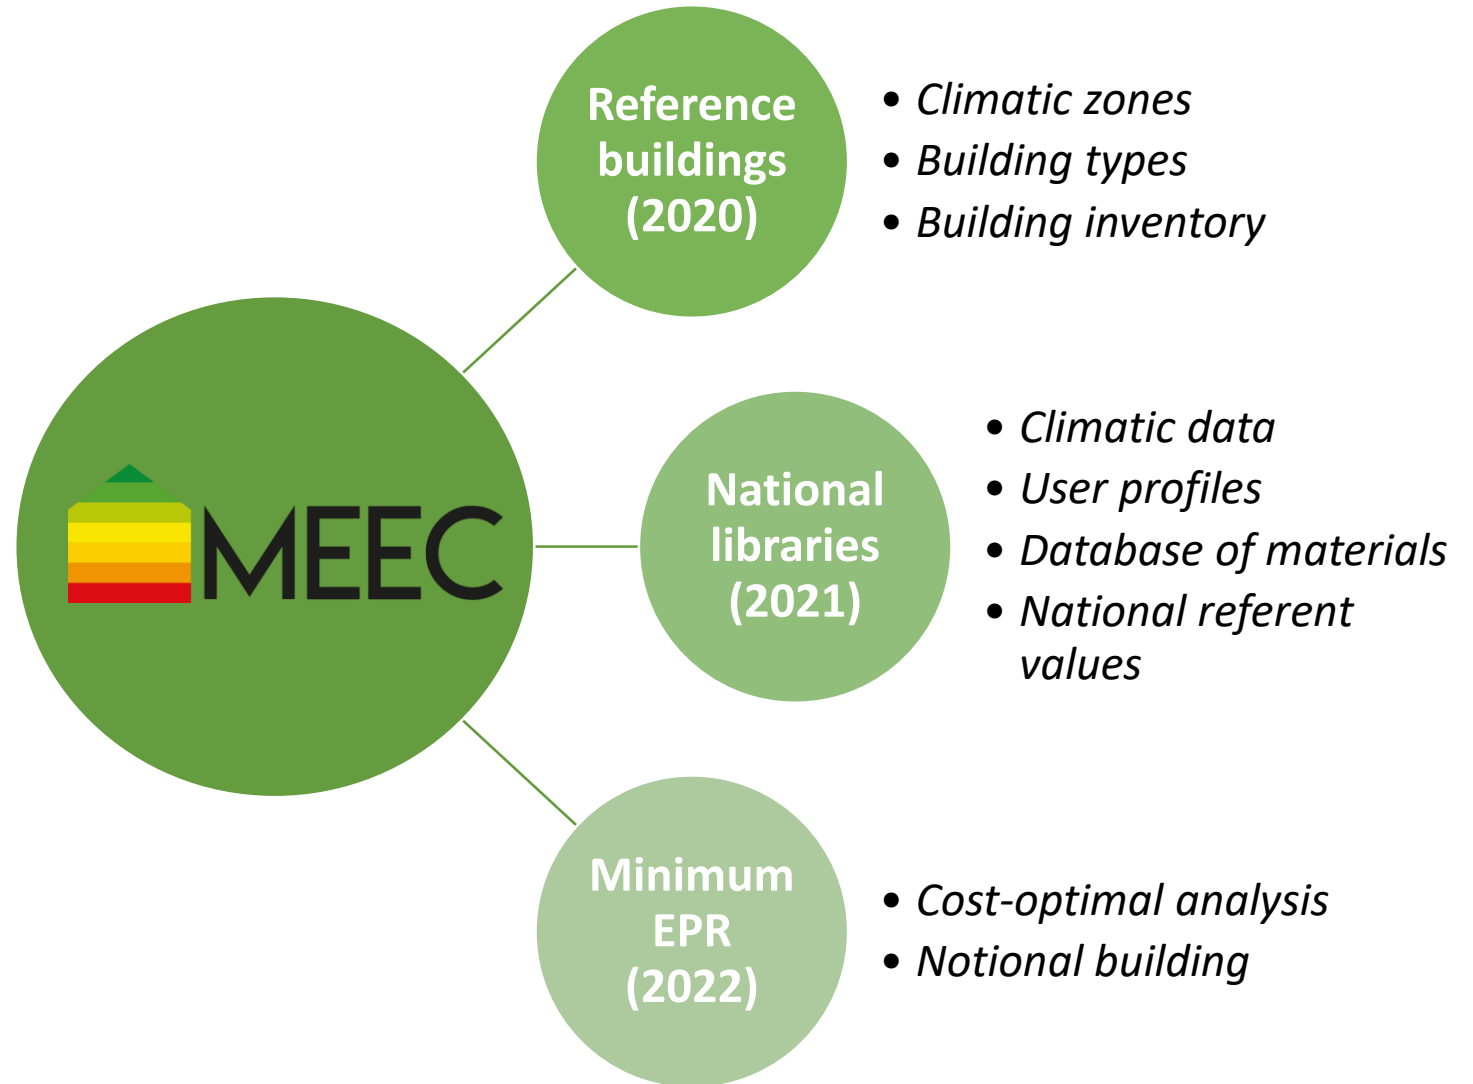 Reference
buildings
(2020)
• Climatic zones
• Building types
• Building inventory
MEEC
National
libraries
(2021)
• Climatic data
• User profiles
• Database of materials
• National referent
values
Minimum
EPR
(2022)
• Cost-optimal analysis
• Notional building